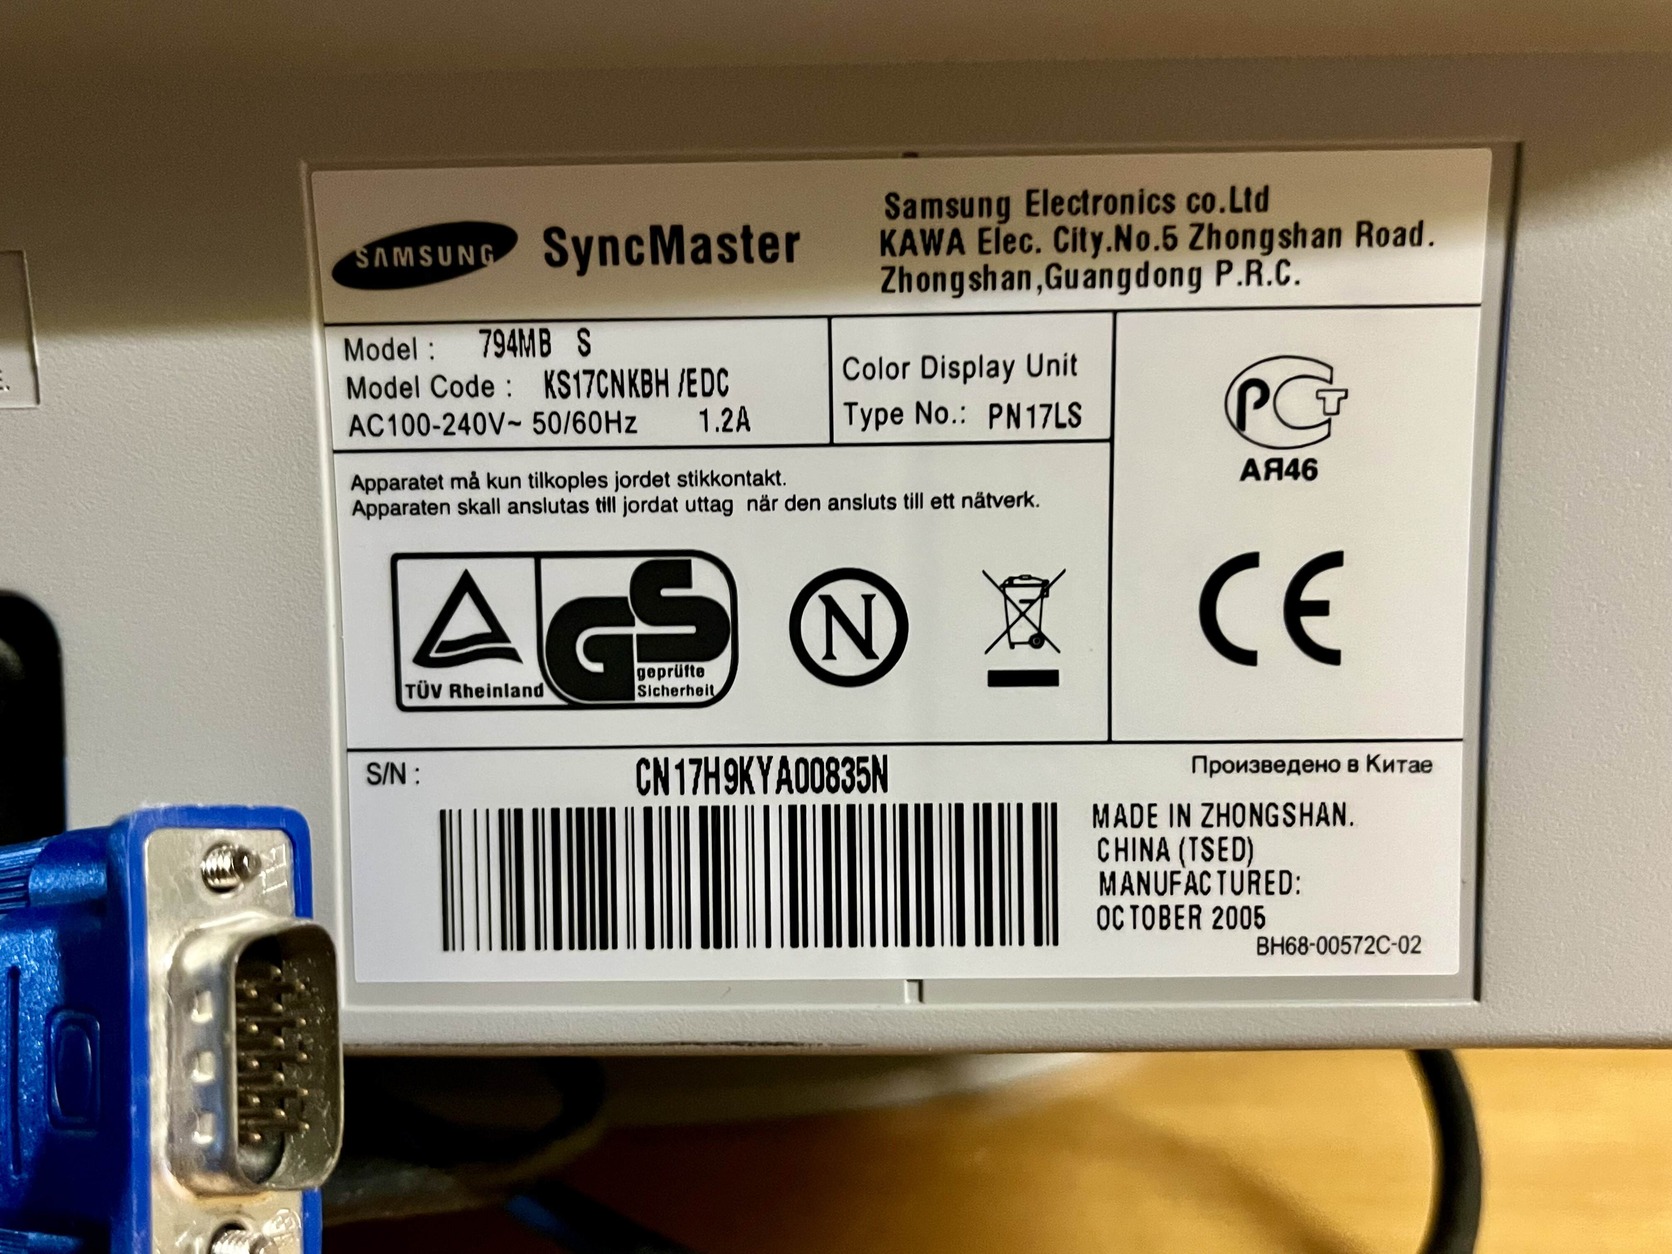 SAMSUNG SyncMaster
Samsung Electronics co.Ltd
KAWA Elec. City.No.5 Zhongshan Road.
Zhongshan,Guangdong P.R.C.
Model : 794MB S
Model Code : KS17CNKBH /EDC
AC100-240V~ 50/60Hz 1.2A
Color Display Unit
Type No.: PN17LS
PCT
АЯ46
Apparatet må kun tilkoples jordet stikkontakt.
Apparaten skall anslutas till jordat uttag när den ansluts till ett nätverk.
TÜV Rheinland
GS
geprüfte
Sicherheit
N
CE
S/N : CN17H9KYA00835N
Произведено в Китае
MADE IN ZHONGSHAN.
CHINA (TSED)
MANUFACTURED:
OCTOBER 2005
BH68-00572C-02